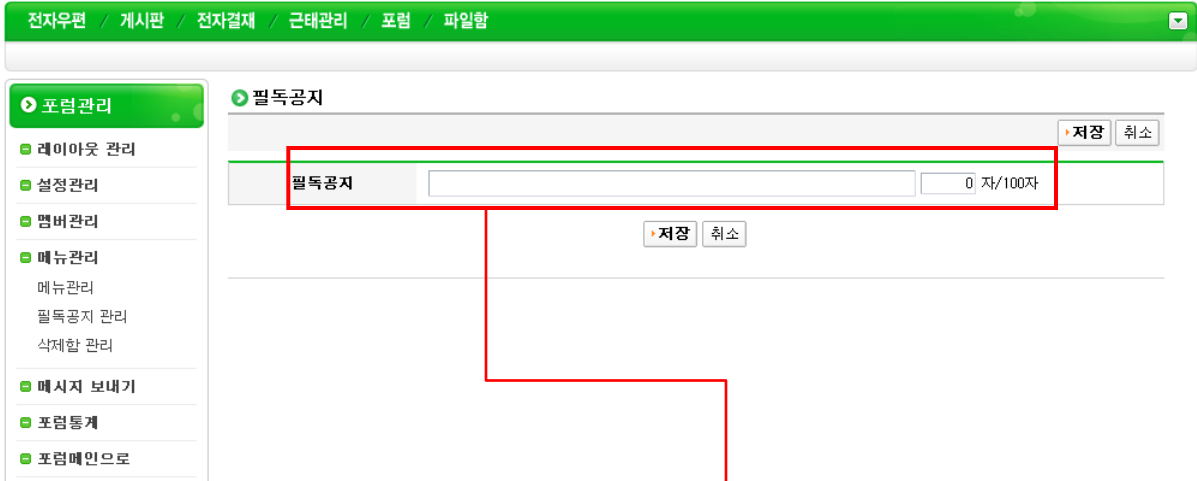 전자우편 / 게시판 / 전자결재 / 근태관리 / 포럼 / 파일함
포럼관리
레이아웃 관리
설정관리
멤버관리
메뉴관리
메뉴관리
필독공지 관리
삭제함 관리
메시지 보내기
포럼통계
포럼메인으로
필독공지
저장 취소
필독공지 0 자/100자
저장 취소